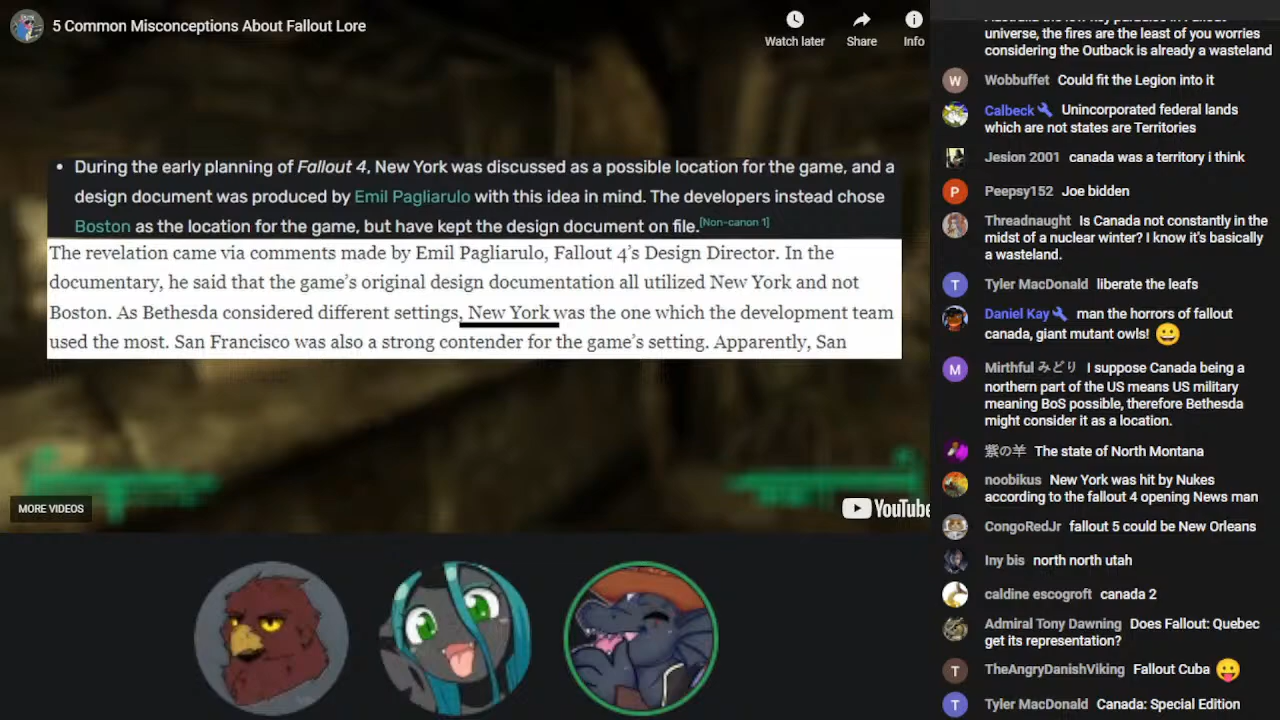 5 Common Misconceptions About Fallout Lore
Watch later
Share
Info
During the early planning of Fallout 4, New York was discussed as a possible location for the game, and a
design document was produced by Emil Pagliarulo with this idea in mind. The developers instead chose
Boston as the location for the game, but have kept the design document on file.[Non-canon 1]
The revelation came via comments made by Emil Pagliarulo, Fallout 4's Design Director. In the
documentary, he said that the game's original design documentation all utilized New York and not
Boston. As Bethesda considered different settings, New York was the one which the development team
used the most. San Francisco was also a strong contender for the game's setting. Apparently, San
MORE VIDEOS
YouTube
universe, the fires are the least of you worries
considering the Outback is already a wasteland
W
Wobbuffet Could fit the Legion into it
Calbeck Unincorporated federal lands
which are not states are Territories
Jesion 2001 canada was a territory i think
P
Peepsy152 Joe bidden
Threadnaught Is Canada not constantly in the
midst of a nuclear winter? I know it's basically
a wasteland.
T
Tyler MacDonald liberate the leafs
Daniel Kay man the horrors of fallout
canada, giant mutant owls! 😀
M
Mirthful みどり I suppose Canada being a
northern part of the US means US military
meaning BoS possible, therefore Bethesda
might consider it as a location.
紫の羊 The state of North Montana
noobikus New York was hit by Nukes
according to the fallout 4 opening News man
CongoRedJr fallout 5 could be New Orleans
Iny bis north north utah
caldine escogroft canada 2
Admiral Tony Dawning Does Fallout: Quebec
get its representation?
T
TheAngryDanishViking Fallout Cuba 😛
T
Tyler MacDonald Canada: Special Edition